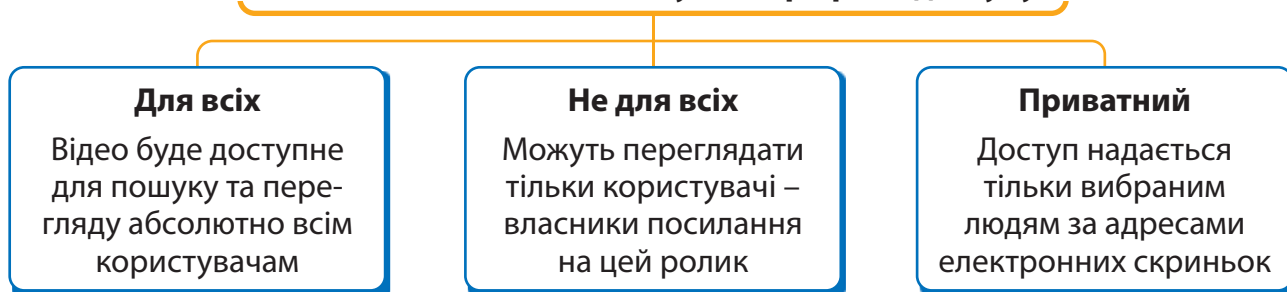 Для всіх
Відео буде доступне
для пошуку та пере-
гляду абсолютно всім
користувачам
Не для всіх
Можуть переглядати
тільки користувачі –
власники посилання
на цей ролик
Приватний
Доступ надається
тільки вибраним
людям за адресами
електронних скриньок